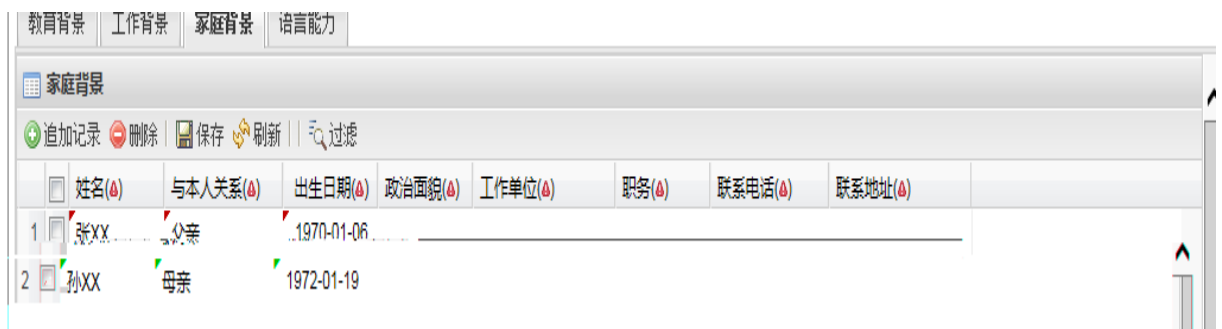 教育背景 工作背景 家庭背景 语言能力
家庭背景
追加记录 删除 保存 刷新 过滤
姓名 与本人关系 出生日期 政治面貌 工作单位 职务 联系电话 联系地址
1 张XX 父亲 1970-01-06
2 孙XX 母亲 1972-01-19